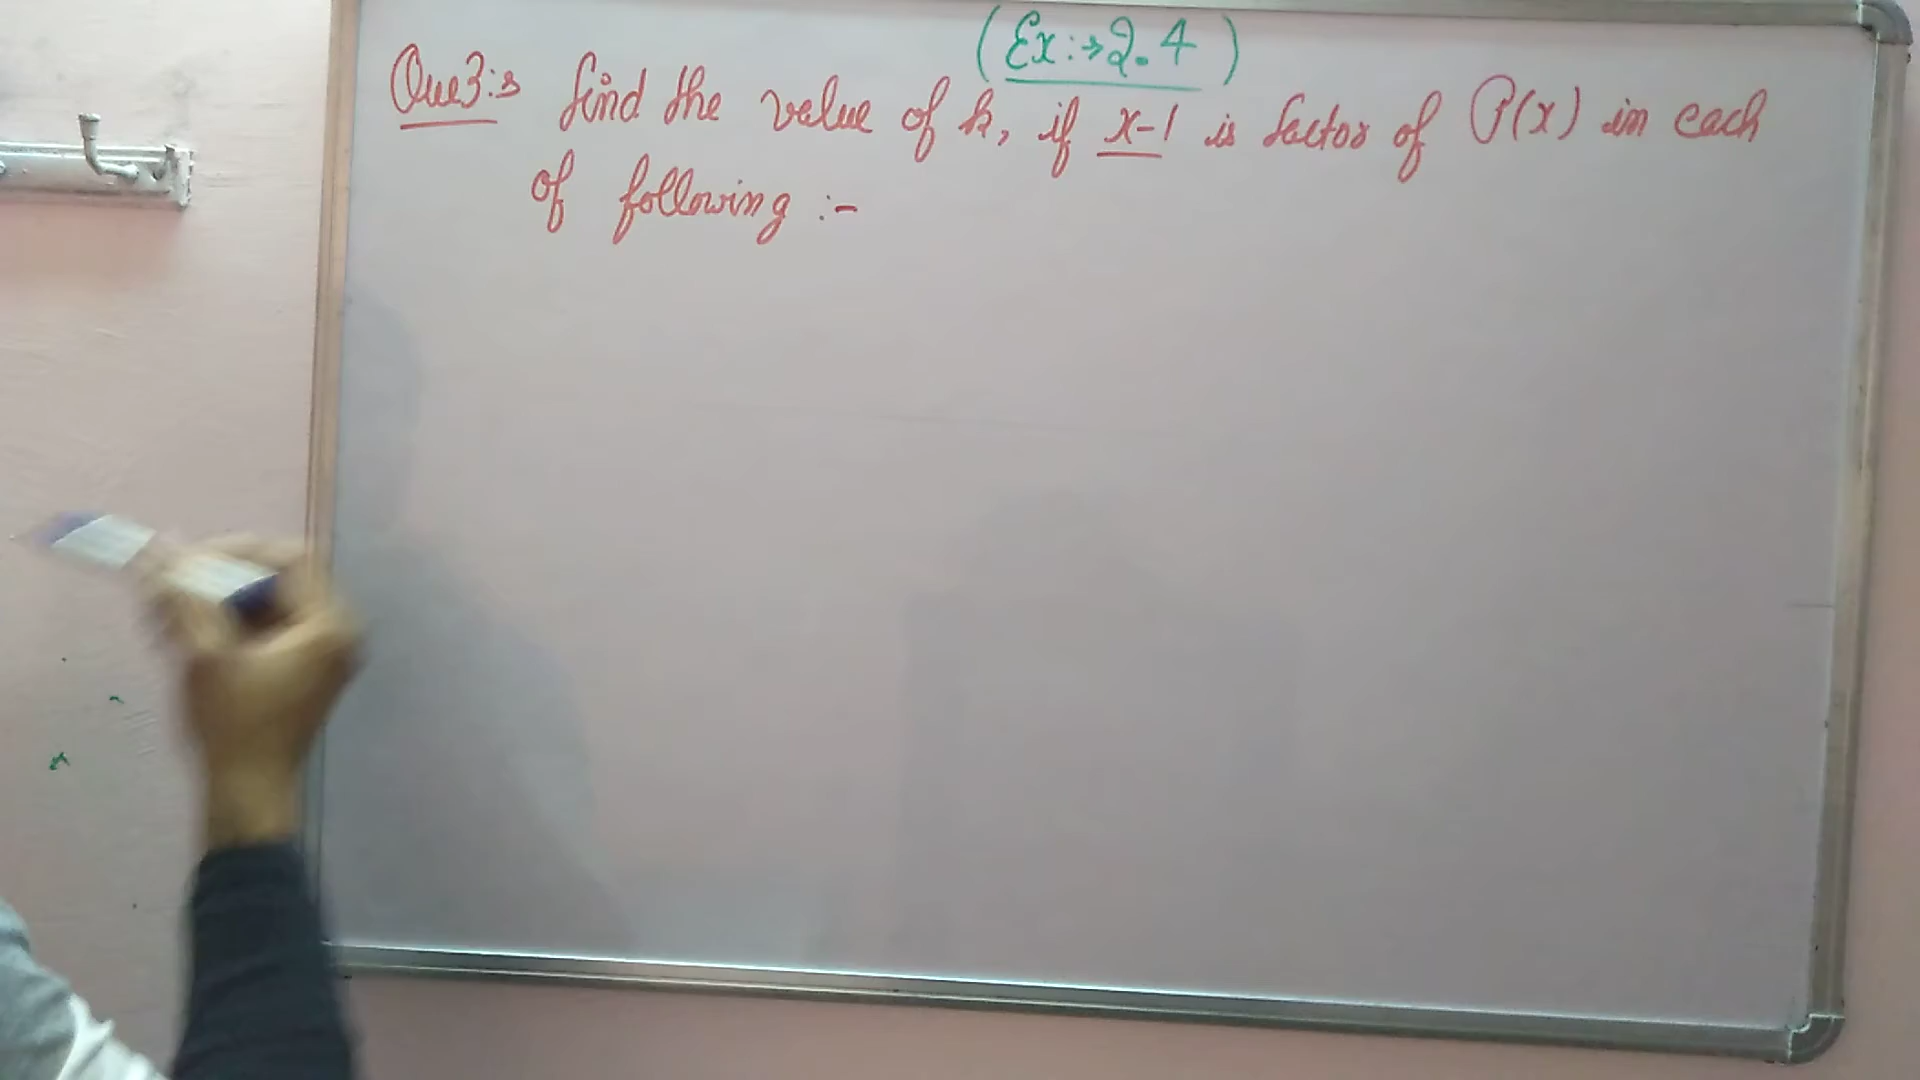 (Ex:→2.4)
Que3:→ find the value of k, if x-1 is factor of P(x) in each
of following :-